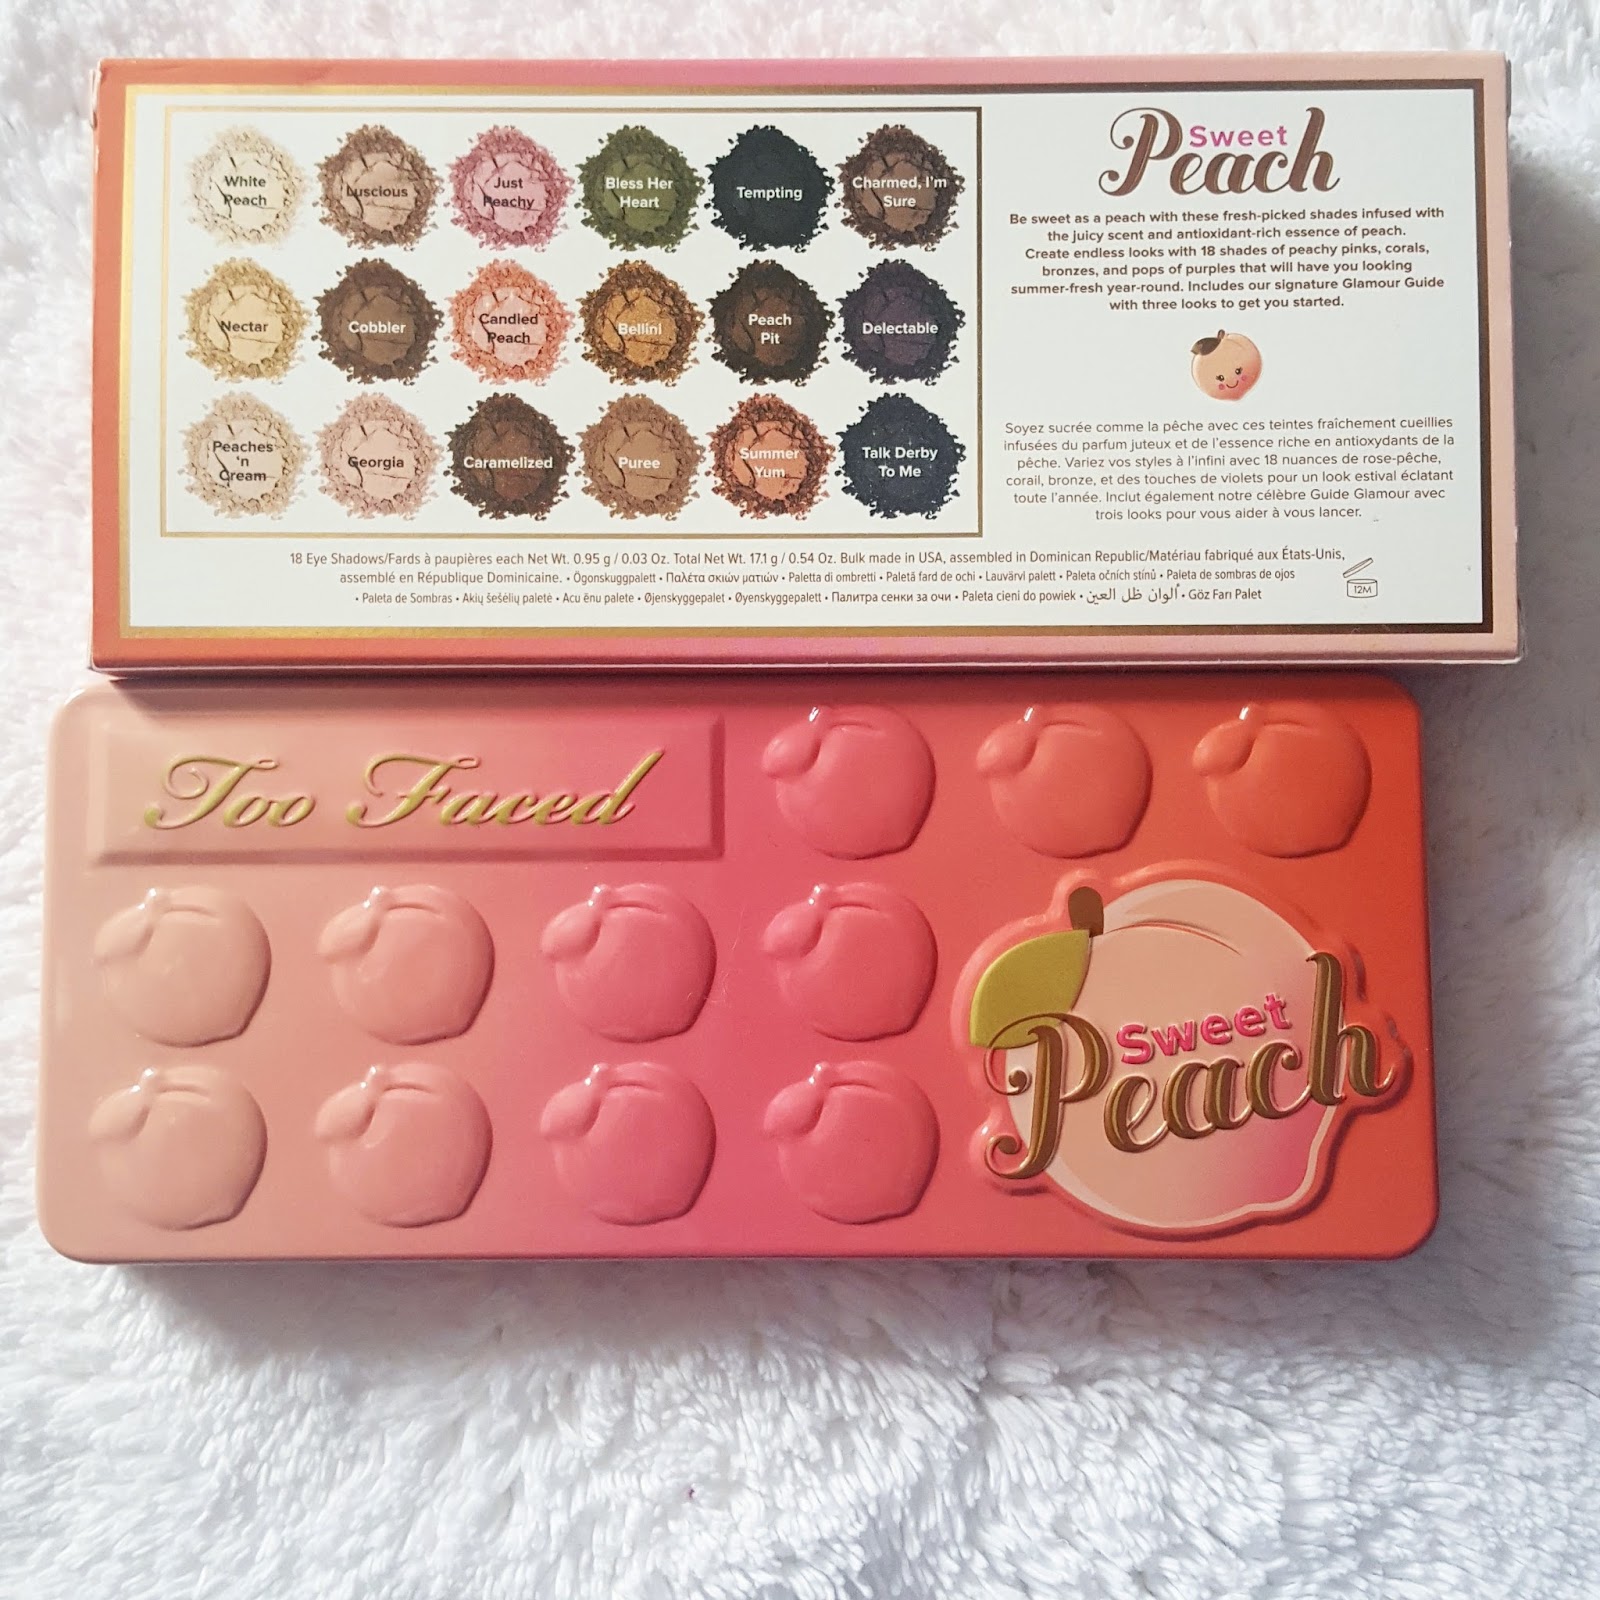 White
Peach
Luscious
Just
Peachy
Bless Her
Heart
Tempting
Charmed, I'm
Sure
Nectar
Cobbler
Candied
Peach
Bellini
Peach
Pit
Delectable
Peaches
'n
Cream
Georgia
Caramelized
Puree
Summer
Yum
Talk Derby
To Me
Sweet
Peach
Be sweet as a peach with these fresh-picked shades infused with
the juicy scent and antioxidant-rich essence of peach.
Create endless looks with 18 shades of peachy pinks, corals,
bronzes, and pops of purples that will have you looking
summer-fresh year-round. Includes our signature Glamour Guide
with three looks to get you started.
Soyez sucrée comme la pêche avec ces teintes fraîchement cueillies
infusées du parfum juteux et de l'essence riche en antioxydants de la
pêche. Variez vos styles à l'infini avec 18 nuances de rose-pêche,
corail, bronze, et des touches de violets pour un look estival éclatant
toute l'année. Inclut également notre célèbre Guide Glamour avec
trois looks pour vous aider à vous lancer.
18 Eye Shadows/Fards à paupières each Net Wt. 0.95 g / 0.03 Oz. Total Net Wt. 17.1 g / 0.54 Oz. Bulk made in USA, assembled in Dominican Republic/Matériau fabriqué aux États-Unis,
assemblé en République Dominicaine. • Ögonskuggpalett • Παλέτα σκιών ματιών • Paletta di ombretti • Paletă fard de ochi • Lauvärvi palett • Paleta očních stínů • Paleta de sombras de ojos
• Paleta de Sombras • Akių šešėlių paletė • Acu ēnu palete • Øjenskyggepalet • Øyenskyggepalett • Палитра сенки за очи • Paleta cieni do powiek • ألوان ظل العين • Göz Farı Palet
12M
Too Faced
Sweet
Peach